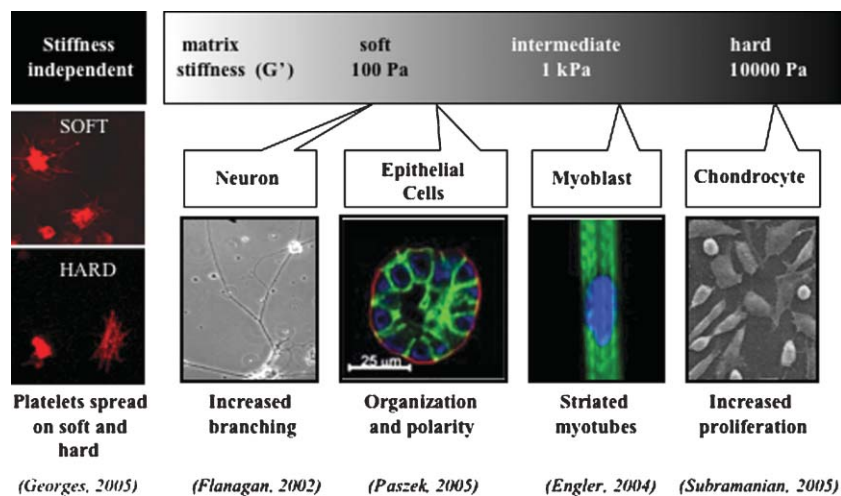 Stiffness
independent
matrix
stiffness (G')
soft
100 Pa
intermediate
1 kPa
hard
10000 Pa
SOFT
HARD
Neuron
Epithelial
Cells
Myoblast
Chondrocyte
25 µm
Platelets spread
on soft and
hard
Increased
branching
Organization
and polarity
Striated
myotubes
Increased
proliferation
(Georges, 2005)
(Flanagan, 2002)
(Paszek, 2005)
(Engler, 2004)
(Subramanian, 2005)